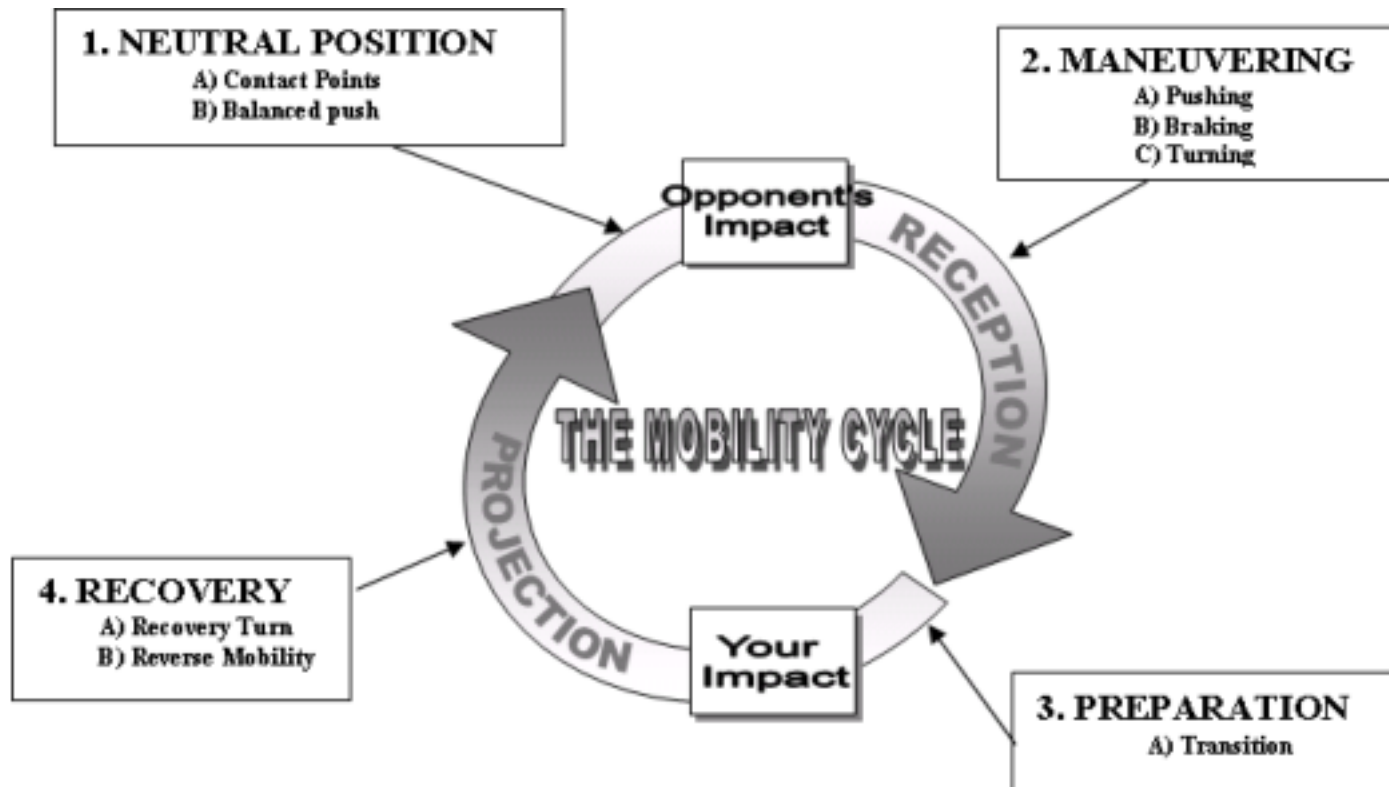 1. NEUTRAL POSITION
A) Contact Points
B) Balanced push
2. MANEUVERING
A) Pushing
B) Braking
C) Turning
Opponent's
Impact
RECEPTION
THE MOBILITY CYCLE
PROJECTION
4. RECOVERY
A) Recovery Turn
B) Reverse Mobility
Your
Impact
3. PREPARATION
A) Transition